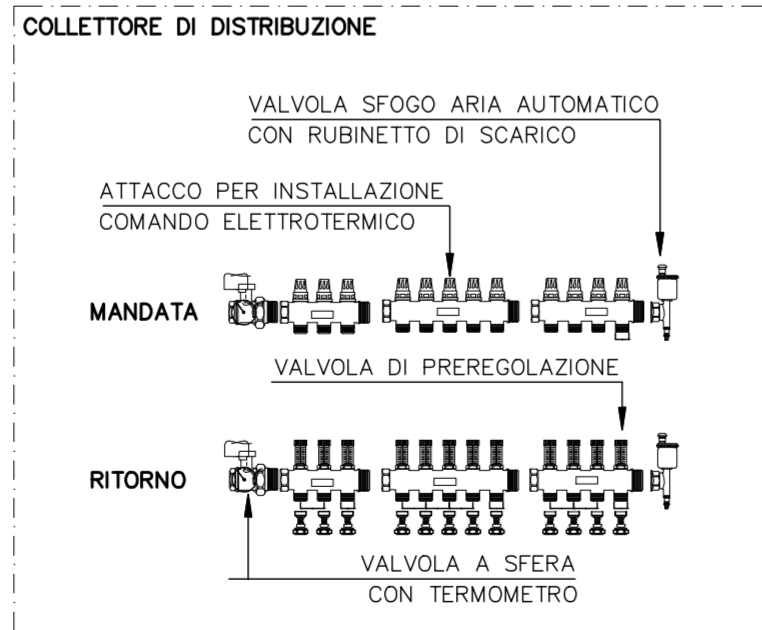 COLLETTORE DI DISTRIBUZIONE
VALVOLA SFOGO ARIA AUTOMATICO
CON RUBINETTO DI SCARICO
ATTACCO PER INSTALLAZIONE
COMANDO ELETTROTERMICO
MANDATA
VALVOLA DI PREREGOLAZIONE
RITORNO
VALVOLA A SFERA
CON TERMOMETRO